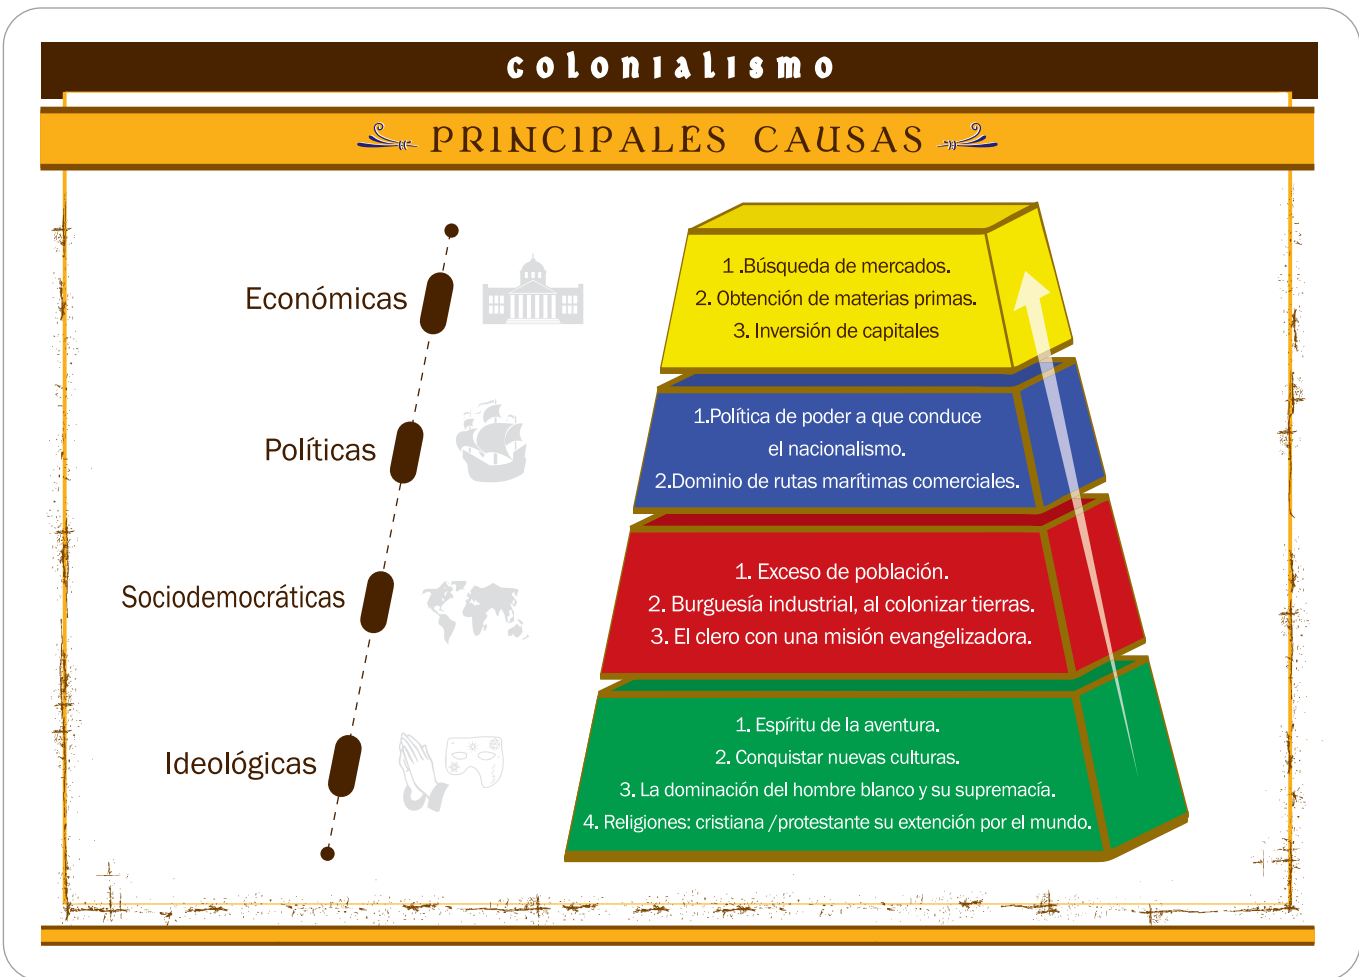 colonialismo
PRINCIPALES CAUSAS
Económicas
1 .Búsqueda de mercados.
2. Obtención de materias primas.
3. Inversión de capitales
Políticas
1.Política de poder a que conduce
el nacionalismo.
2.Dominio de rutas marítimas comerciales.
Sociodemocráticas
1. Exceso de población.
2. Burguesía industrial, al colonizar tierras.
3. El clero con una misión evangelizadora.
Ideológicas
1. Espíritu de la aventura.
2. Conquistar nuevas culturas.
3. La dominación del hombre blanco y su supremacía.
4. Religiones: cristiana /protestante su extención por el mundo.